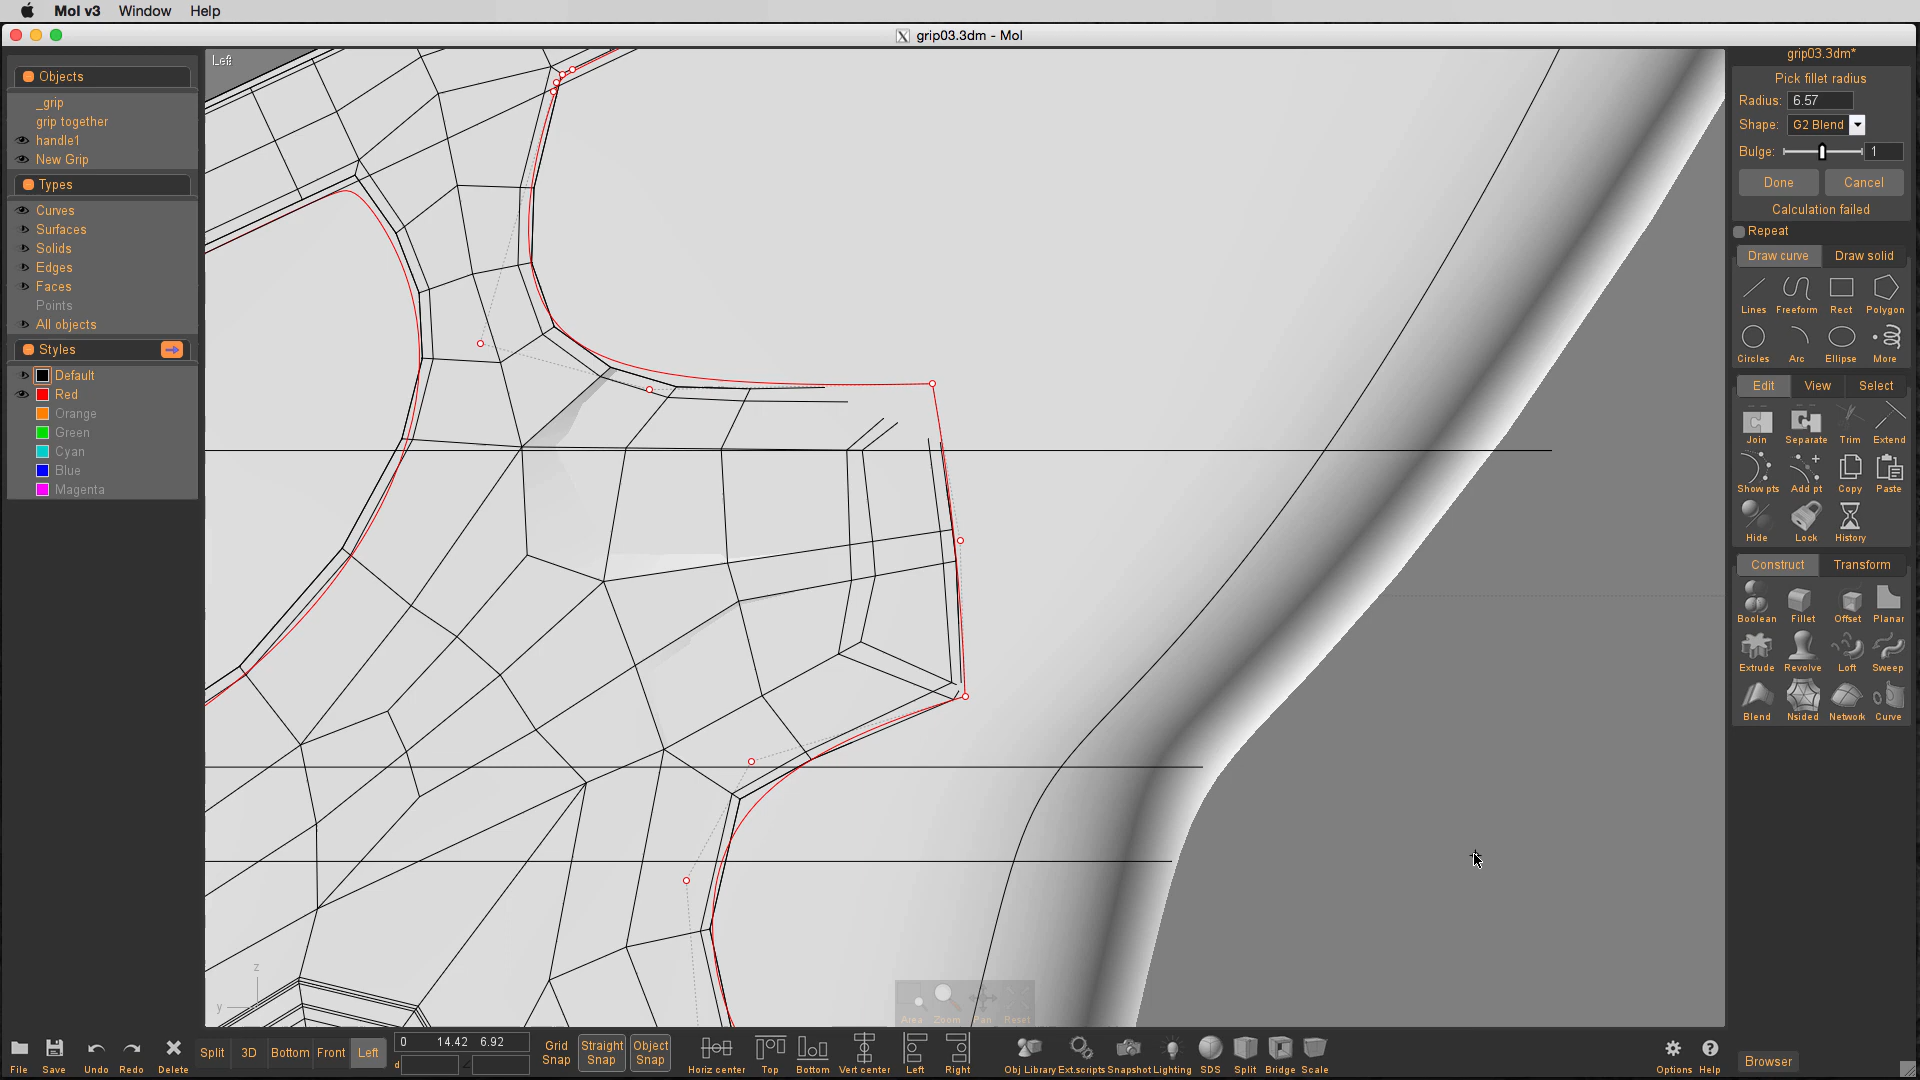 MoI v3 Window Help
grip03.3dm - MoI
Objects
_grip
grip together
handle1
New Grip
Types
Curves
Surfaces
Solids
Edges
Faces
Points
All objects
Styles
Default
Red
Orange
Green
Cyan
Blue
Magenta
Left
z
y
Area Zoom Pan Reset
grip03.3dm*
Pick fillet radius
Radius: 6.57
Shape: G2 Blend
Bulge: 1
Done Cancel
Calculation failed
Repeat
Draw curve Draw solid
Lines Freeform Rect Polygon
Circles Arc Ellipse More
Edit View Select
Join Separate Trim Extend
Show pts Add pt Copy Paste
Hide Lock History
Construct Transform
Boolean Fillet Offset Planar
Extrude Revolve Loft Sweep
Blend Nsided Network Curve
File Save Undo Redo Delete
Split 3D Bottom Front Left
0 14.42 6.92
d
Grid Snap
Straight Snap
Object Snap
Horiz center Top Bottom Vert center Left Right
Obj Library Ext.scripts Snapshot Lighting SDS Split Bridge Scale
Options Help
Browser